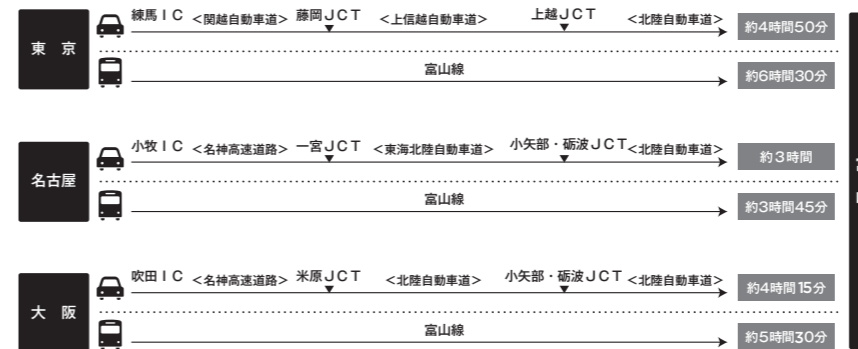 東 京
練馬IC <関越自動車道> 藤岡JCT <上信越自動車道> 上越JCT <北陸自動車道> 約4時間50分
富山線 約6時間30分
名古屋
小牧IC <名神高速道路> 一宮JCT <東海北陸自動車道> 小矢部・砺波JCT <北陸自動車道> 約3時間
富山線 約3時間45分
大 阪
吹田IC <名神高速道路> 米原JCT <北陸自動車道> 小矢部・砺波JCT <北陸自動車道> 約4時間15分
富山線 約5時間30分